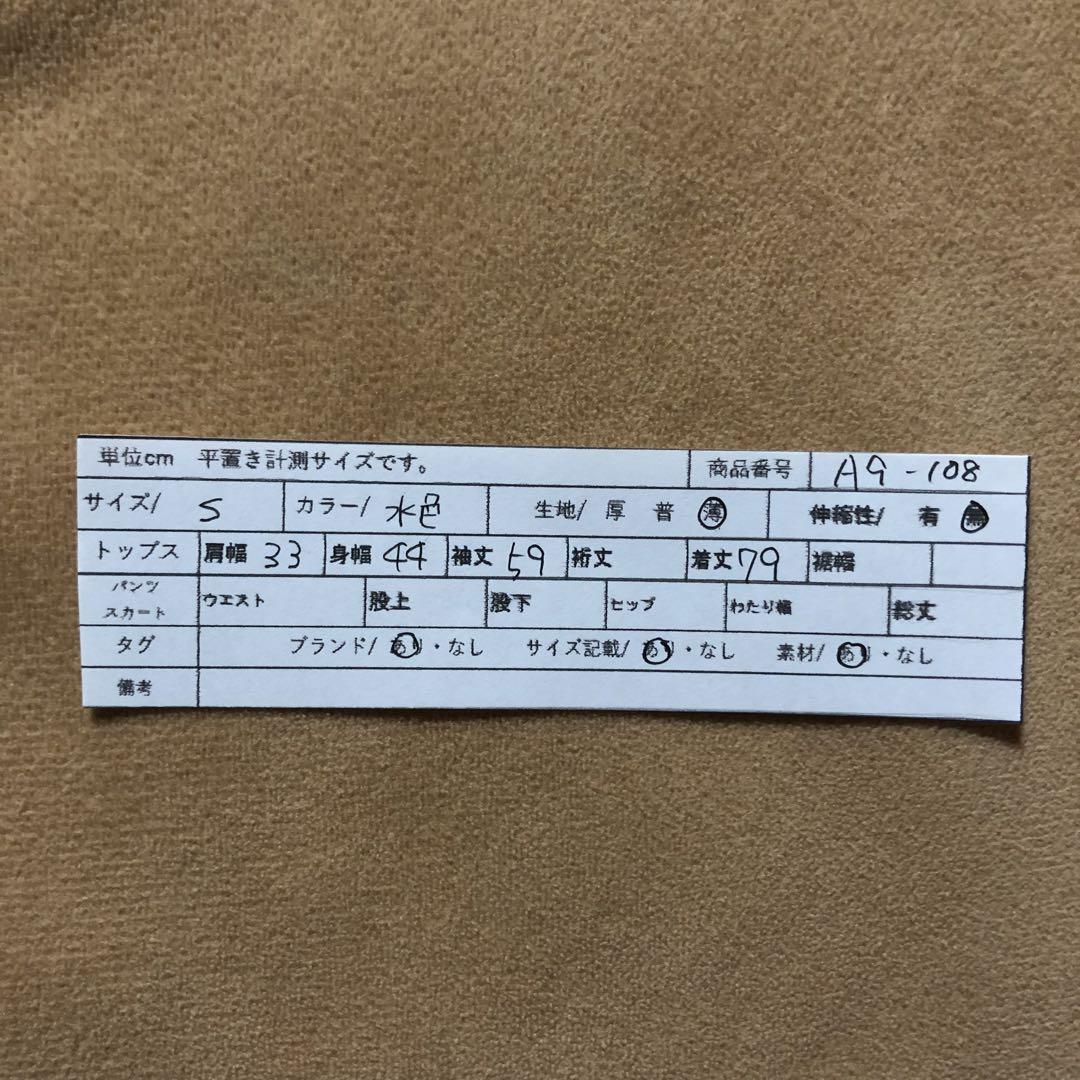 単位cm 平置き計測サイズです。 商品番号 A9-108
サイズ/ S カラー/ 水色 生地/ 厚 普 薄 伸縮性/ 有 無
トップス 肩幅 33 身幅 44 袖丈 59 裄丈 着丈 79 裾幅
パンツ スカート ウエスト 股上 股下 ヒップ わたり幅 総丈
タグ ブランド/ あり・なし サイズ記載/ あり・なし 素材/ あり・なし
備考